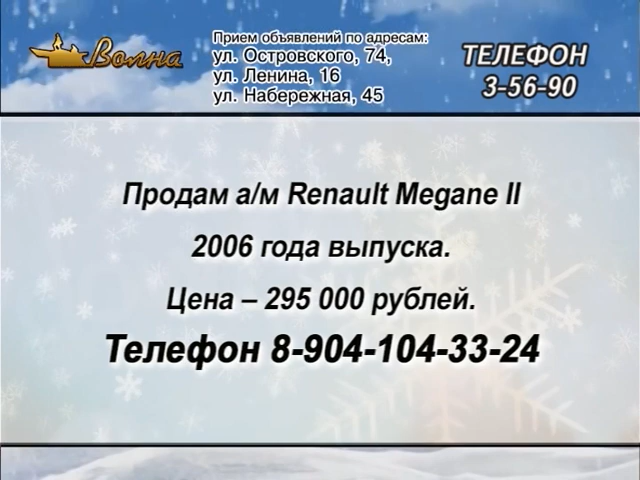 Волна
Прием объявлений по адресам:
ул. Островского, 74,
ул. Ленина, 16
ул. Набережная, 45
ТЕЛЕФОН
3-56-90
Продам а/м Renault Megane II
2006 года выпуска.
Цена – 295 000 рублей.
Телефон 8-904-104-33-24